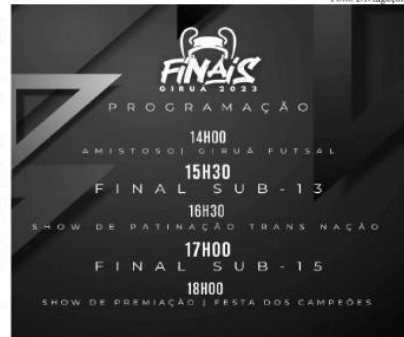 FINAIS
GIRUÁ 2023
PROGRAMAÇÃO
14H00
AMISTOSO| GIRUÁ FUTSAL
15H30
FINAL SUB-13
16H30
SHOW DE PATINAÇÃO TRANS NAÇÃO
17H00
FINAL SUB-15
18H00
SHOW DE PREMIAÇÃO | FESTA DOS CAMPEÕES